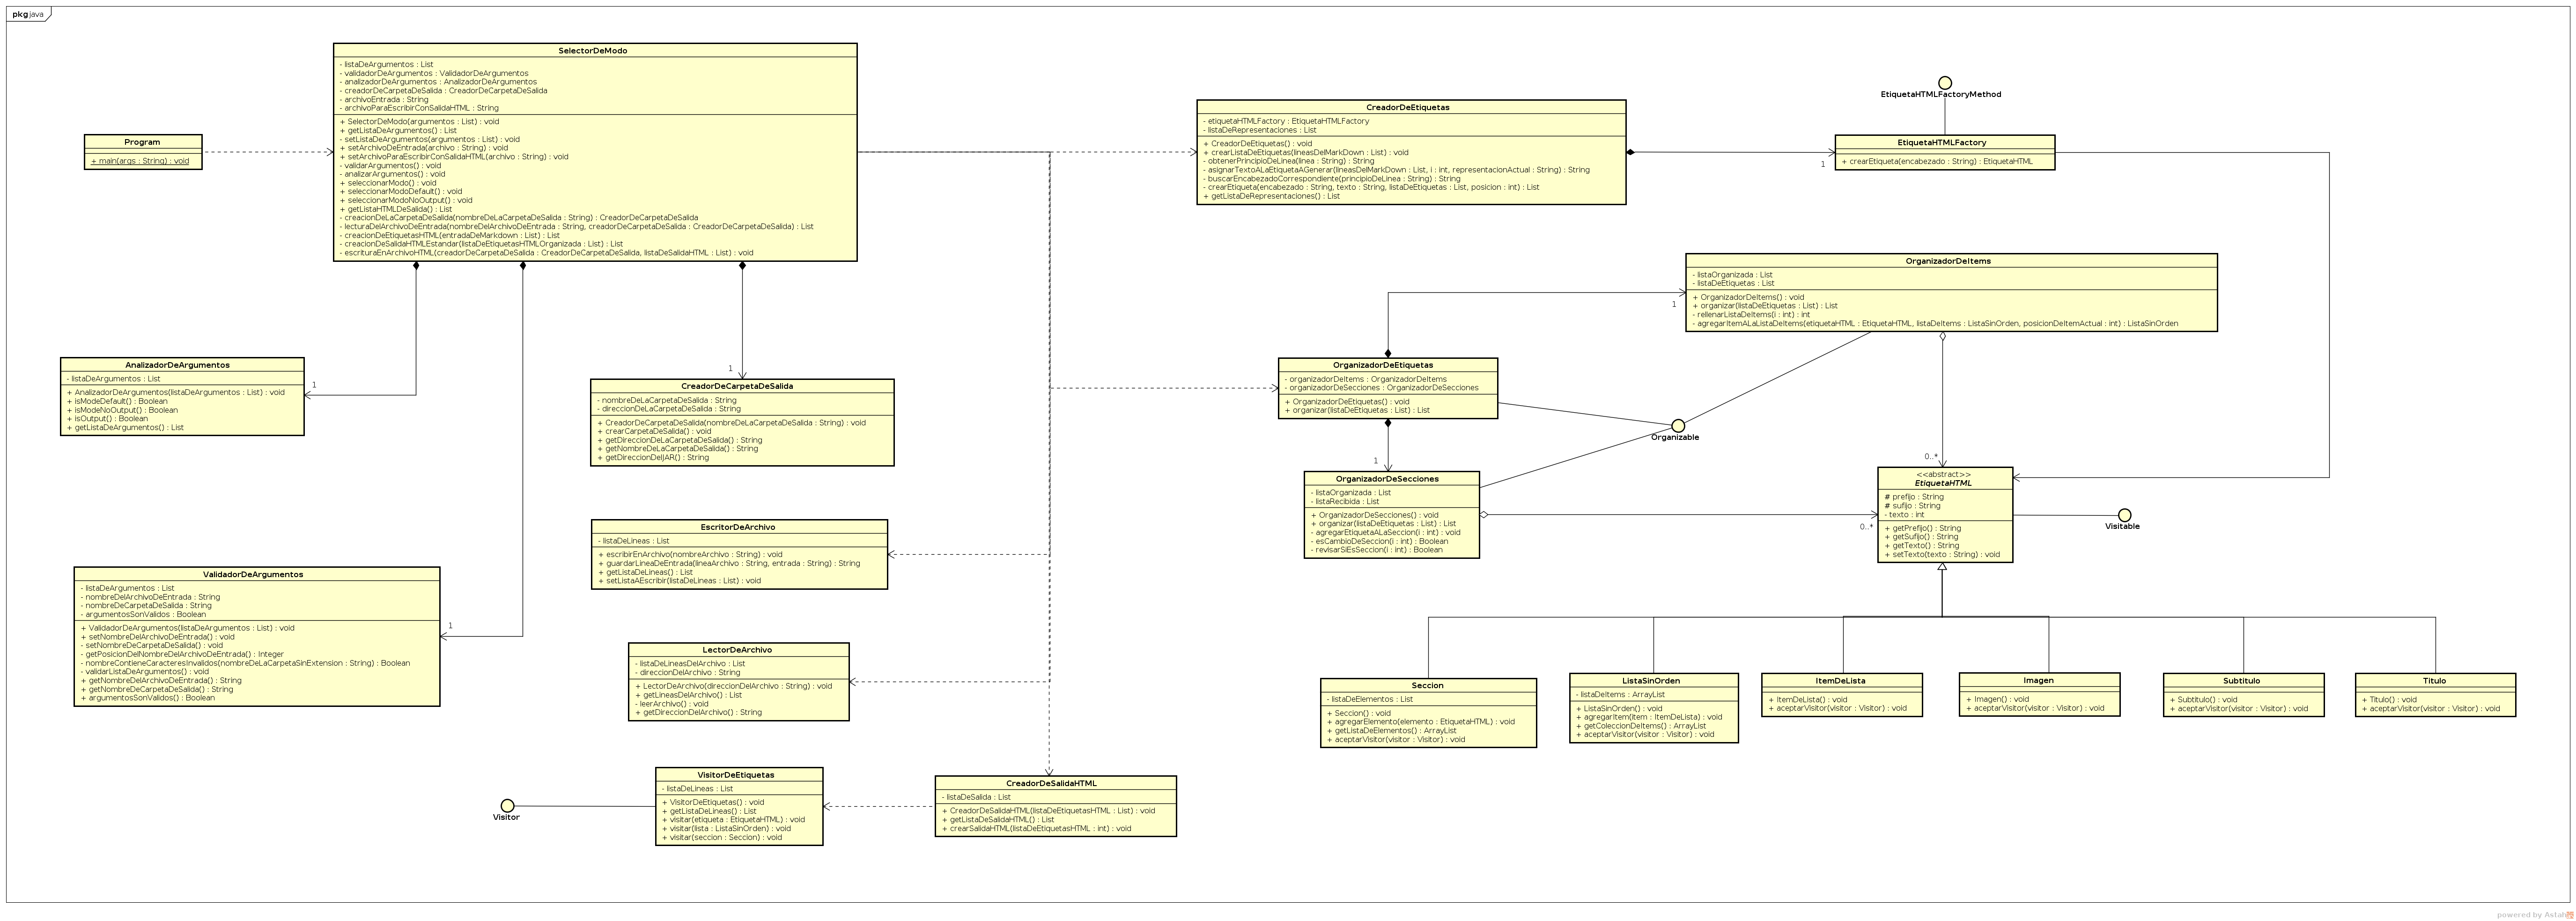 pkg java
SelectorDeModo
- listaDeArgumentos : List
- validadorDeArgumentos : ValidadorDeArgumentos
- analizadorDeArgumentos : AnalizadorDeArgumentos
- creadorDeCarpetaDeSalida : CreadorDeCarpetaDeSalida
- archivoEntrada : String
- archivoParaEscribirConSalidaHTML : String
+ SelectorDeModo(argumentos : List) : void
+ getListaDeArgumentos() : List
- setListaDeArgumentos(argumentos : List) : void
+ setArchivoDeEntrada(archivo : String) : void
+ setArchivoParaEscribirConSalidaHTML(archivo : String) : void
- validarArgumentos() : void
- analizarArgumentos() : void
+ seleccionarModo() : void
+ seleccionarModoDefault() : void
+ seleccionarModoNoOutput() : void
+ getListaHTMLDeSalida() : List
- creacionDeLaCarpetaDeSalida(nombreDeLaCarpetaDeSalida : String) : CreadorDeCarpetaDeSalida
- lecturaDelArchivoDeEntrada(nombreDelArchivoDeEntrada : String, creadorDeCarpetaDeSalida : CreadorDeCarpetaDeSalida) : List
- creacionDeEtiquetasHTML(entradaDeMarkdown : List) : List
- creacionDeSalidaHTMLEstandar(listaDeEtiquetasHTMLOrganizada : List) : List
- escrituraEnArchivoHTML(creadorDeCarpetaDeSalida : CreadorDeCarpetaDeSalida, listaDeSalidaHTML : List) : void
Program
+ main(args : String) : void
CreadorDeEtiquetas
- etiquetaHTMLFactory : EtiquetaHTMLFactory
- listaDeRepresentaciones : List
+ CreadorDeEtiquetas() : void
+ crearListaDeEtiquetas(lineasDelMarkDown : List) : void
- obtenerPrincipioDeLinea(linea : String) : String
- asignarTextoALaEtiquetaAGenerar(lineasDelMarkDown : List, i : int, representacionActual : String) : String
- buscarEncabezadoCorrespondiente(principioDeLinea : String) : String
- crearEtiqueta(encabezado : String, texto : String, listaDeEtiquetas : List, posicion : int) : List
+ getListaDeRepresentaciones() : List
EtiquetaHTMLFactoryMethod
EtiquetaHTMLFactory
+ crearEtiqueta(encabezado : String) : EtiquetaHTML
1
OrganizadorDeItems
- listaOrganizada : List
- listaDeEtiquetas : List
+ OrganizadorDeItems() : void
+ organizar(listaDeEtiquetas : List) : List
- rellenarListaDeItems(i : int) : int
- agregarItemALaListaDeItems(etiquetaHTML : EtiquetaHTML, listaDeItems : ListaSinOrden, posicionDeItemActual : int) : ListaSinOrden
1
AnalizadorDeArgumentos
- listaDeArgumentos : List
+ AnalizadorDeArgumentos(listaDeArgumentos : List) : void
+ isModeDefault() : Boolean
+ isModeNoOutput() : Boolean
+ isOutput() : Boolean
+ getListaDeArgumentos() : List
1
1
CreadorDeCarpetaDeSalida
- nombreDeLaCarpetaDeSalida : String
- direccionDeLaCarpetaDeSalida : String
+ CreadorDeCarpetaDeSalida(nombreDeLaCarpetaDeSalida : String) : void
+ crearCarpetaDeSalida() : void
+ getDireccionDeLaCarpetaDeSalida() : String
+ getNombreDeLaCarpetaDeSalida() : String
+ getDireccionDelJAR() : String
OrganizadorDeEtiquetas
- organizadorDeItems : OrganizadorDeItems
- organizadorDeSecciones : OrganizadorDeSecciones
+ OrganizadorDeEtiquetas() : void
+ organizar(listaDeEtiquetas : List) : List
Organizable
1
OrganizadorDeSecciones
- listaOrganizada : List
- listaRecibida : List
+ OrganizadorDeSecciones() : void
+ organizar(listaDeEtiquetas : List) : List
- agregarEtiquetaALaSeccion(i : int) : void
- esCambioDeSeccion(i : int) : Boolean
- revisarSiEsSeccion(i : int) : Boolean
0..*
0..*
<<abstract>>
EtiquetaHTML
# prefijo : String
# sufijo : String
- texto : int
+ getPrefijo() : String
+ getSufijo() : String
+ getTexto() : String
+ setTexto(texto : String) : void
Visitable
EscritorDeArchivo
- listaDeLineas : List
+ escribirEnArchivo(nombreArchivo : String) : void
+ guardarLineaDeEntrada(lineaArchivo : String, entrada : String) : String
+ getListaDeLineas() : List
+ setListaAEscribir(listaDeLineas : List) : void
ValidadorDeArgumentos
- listaDeArgumentos : List
- nombreDelArchivoDeEntrada : String
- nombreDeCarpetaDeSalida : String
- argumentosSonValidos : Boolean
+ ValidadorDeArgumentos(listaDeArgumentos : List) : void
+ setNombreDelArchivoDeEntrada() : void
- setNombreDeCarpetaDeSalida() : void
- getPosicionDelNombreDelArchivoDeEntrada() : Integer
- nombreContieneCaracteresInvalidos(nombreDeLaCarpetaSinExtension : String) : Boolean
- validarListaDeArgumentos() : void
+ getNombreDelArchivoDeEntrada() : String
+ getNombreDeCarpetaDeSalida() : String
+ argumentosSonValidos() : Boolean
1
LectorDeArchivo
- listaDeLineasDelArchivo : List
- direccionDelArchivo : String
+ LectorDeArchivo(direccionDelArchivo : String) : void
+ getLineasDelArchivo() : List
- leerArchivo() : void
+ getDireccionDelArchivo() : String
Seccion
- listaDeElementos : List
+ Seccion() : void
+ agregarElemento(elemento : EtiquetaHTML) : void
+ getListaDeElementos() : ArrayList
+ aceptarVisitor(visitor : Visitor) : void
ListaSinOrden
- listaDeItems : ArrayList
+ ListaSinOrden() : void
+ agregarItem(item : ItemDeLista) : void
+ getColeccionDeItems() : ArrayList
+ aceptarVisitor(visitor : Visitor) : void
ItemDeLista
+ ItemDeLista() : void
+ aceptarVisitor(visitor : Visitor) : void
Imagen
+ Imagen() : void
+ aceptarVisitor(visitor : Visitor) : void
Subtitulo
+ Subtitulo() : void
+ aceptarVisitor(visitor : Visitor) : void
Titulo
+ Titulo() : void
+ aceptarVisitor(visitor : Visitor) : void
Visitor
VisitorDeEtiquetas
- listaDeLineas : List
+ VisitorDeEtiquetas() : void
+ getListaDeLineas() : List
+ visitar(etiqueta : EtiquetaHTML) : void
+ visitar(lista : ListaSinOrden) : void
+ visitar(seccion : Seccion) : void
CreadorDeSalidaHTML
- listaDeSalida : List
+ CreadorDeSalidaHTML(listaDeEtiquetasHTML : List) : void
+ getListaDeSalidaHTML() : List
+ crearSalidaHTML(listaDeEtiquetasHTML : int) : void
powered by Astah